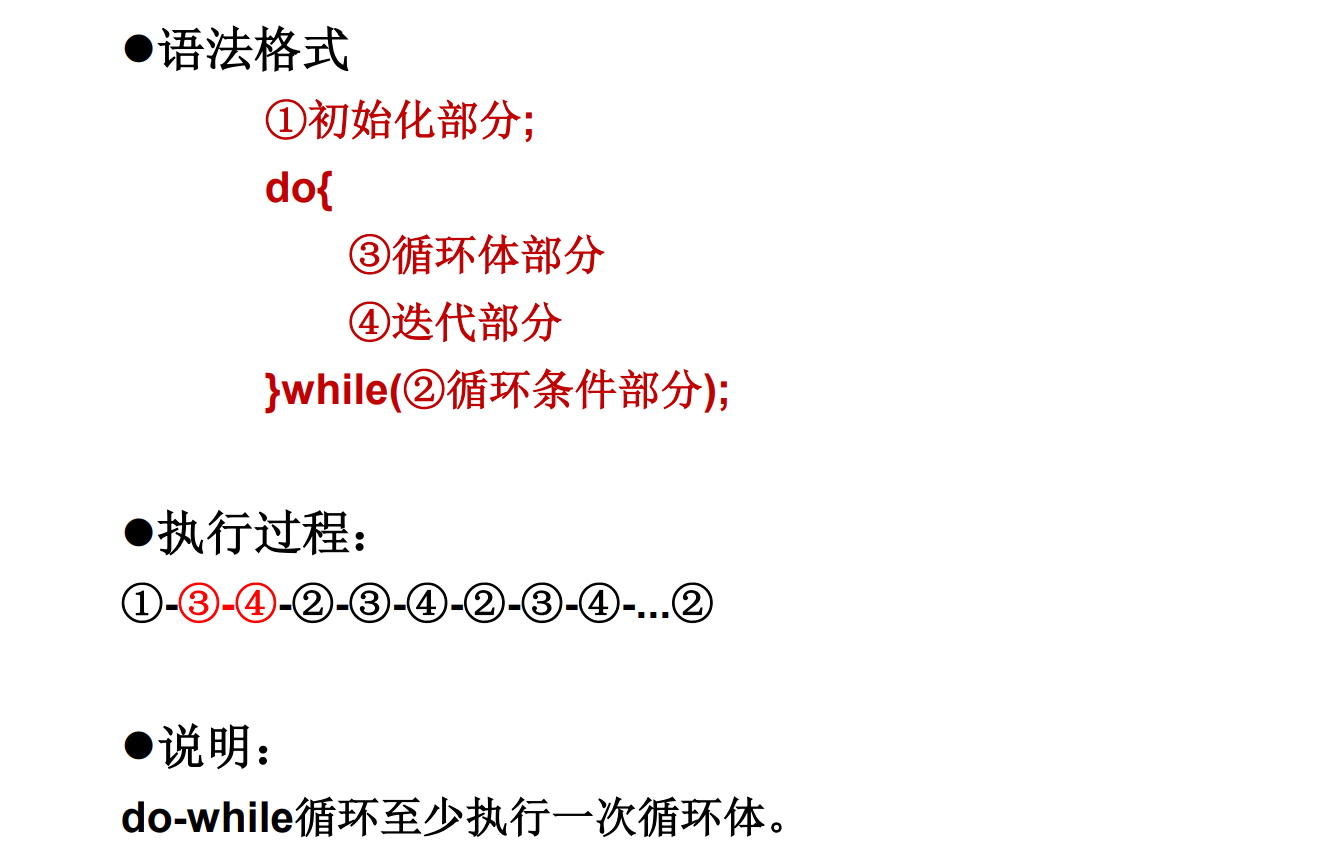 ●语法格式
①初始化部分;
do{
③循环体部分
④迭代部分
}while(②循环条件部分);
●执行过程：
①-③-④-②-③-④-②-③-④-...②
●说明：
do-while循环至少执行一次循环体。